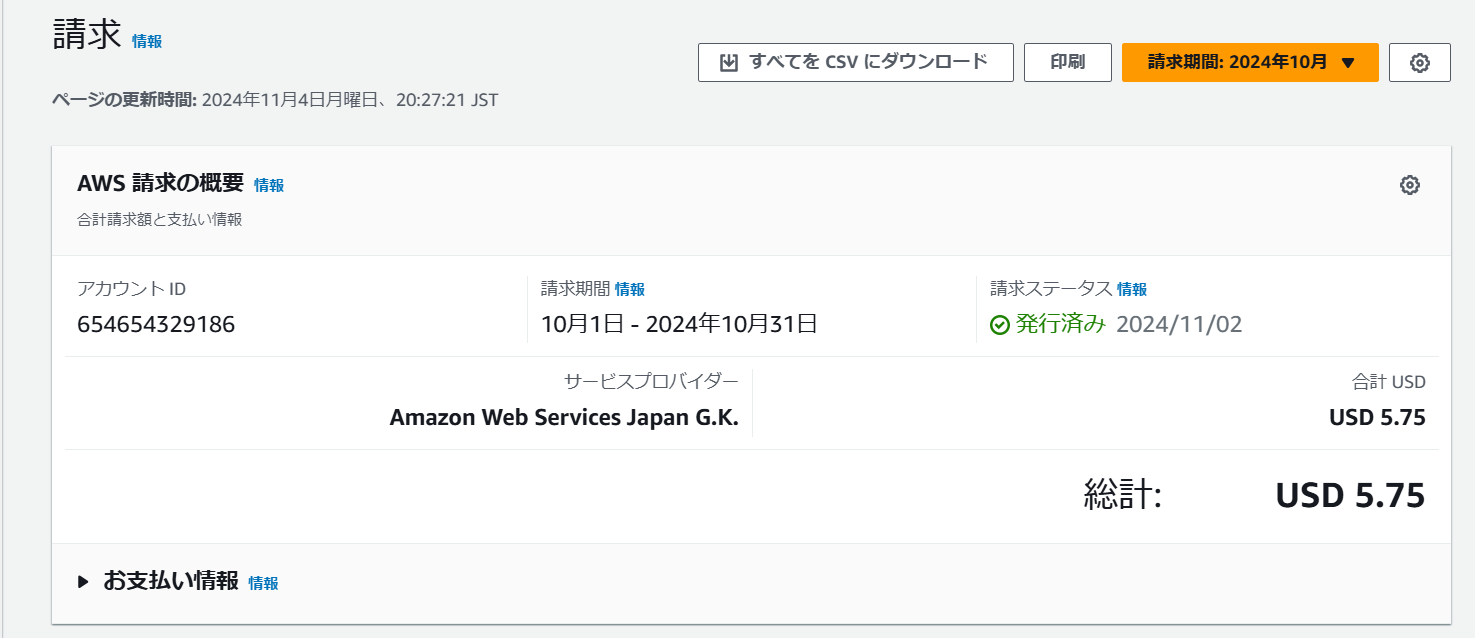 請求 情報
すべてを CSV にダウンロード
印刷
請求期間: 2024年10月
ページの更新時間: 2024年11月4日月曜日、20:27:21 JST
AWS 請求の概要 情報
合計請求額と支払い情報
アカウント ID
654654329186
請求期間 情報
10月1日 - 2024年10月31日
請求ステータス 情報
発行済み 2024/11/02
サービスプロバイダー
Amazon Web Services Japan G.K.
合計 USD
USD 5.75
総計: USD 5.75
お支払い情報 情報